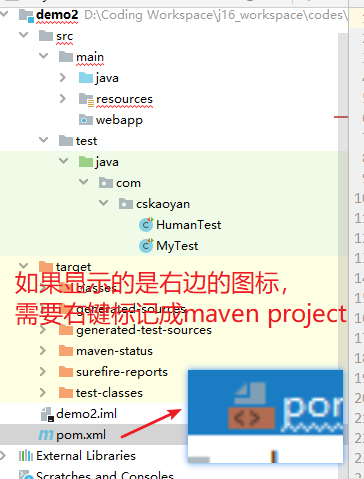 demo2 D:\Coding Workspace\j16_workspace\codes\
src
main
java
resources
webapp
test
java
com
cskaoyan
HumanTest
MyTest
target
如果显示的是右边的图标，
classes
generated-sources
需要右键标记成maven project
generated-test-sources
maven-status
surefire-reports
test-classes
demo2.iml
pom.xml
pom
External Libraries
Scratches and Consoles